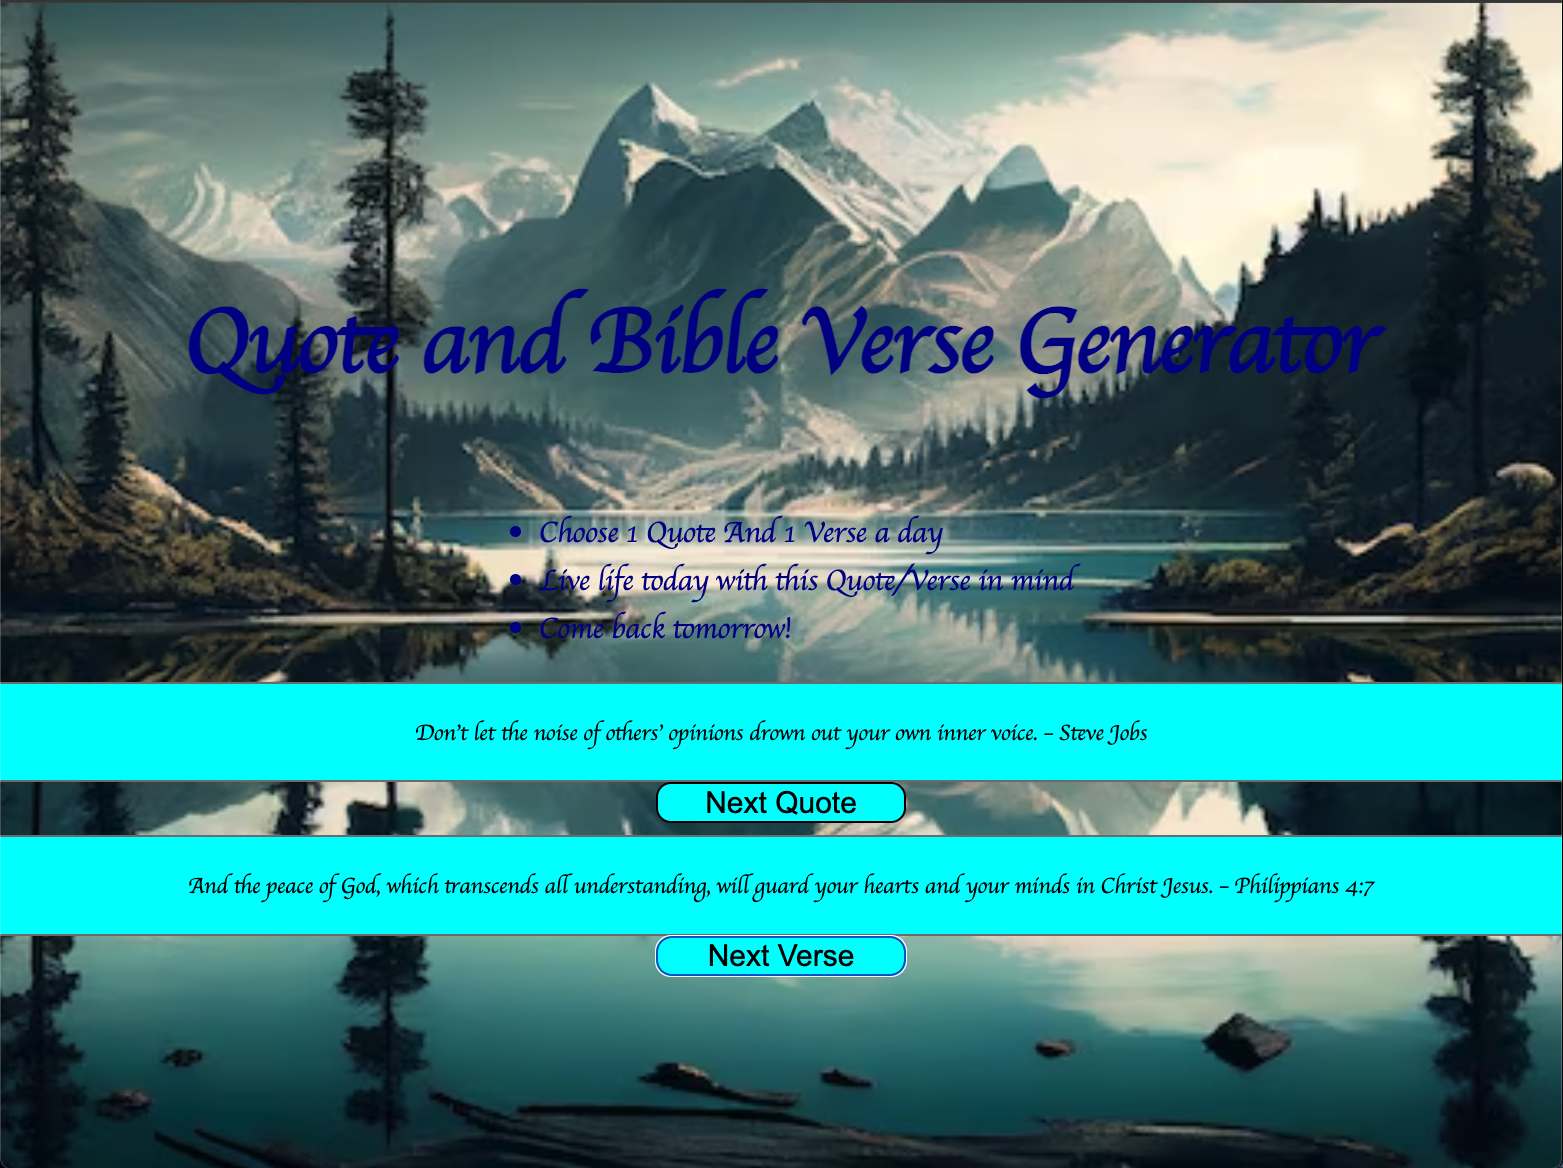 Quote and Bible Verse Generator
• Choose 1 Quote And 1 Verse a day
• Live life today with this Quote/Verse in mind
• Come back tomorrow!
Don't let the noise of others' opinions drown out your own inner voice. – Steve Jobs
Next Quote
And the peace of God, which transcends all understanding, will guard your hearts and your minds in Christ Jesus. – Philippians 4:7
Next Verse